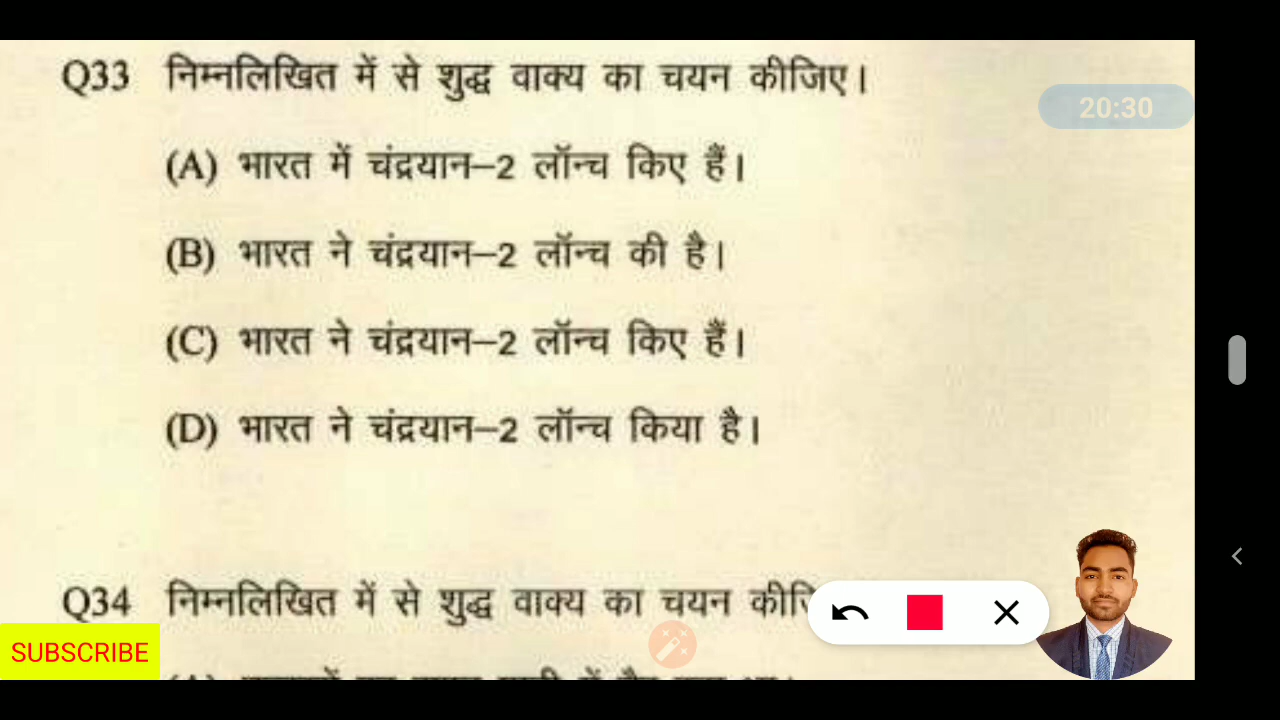 Q33 निम्नलिखित में से शुद्ध वाक्य का चयन कीजिए।
20:30
(A) भारत में चंद्रयान–2 लॉन्च किए हैं।
(B) भारत ने चंद्रयान–2 लॉन्च की है।
(C) भारत ने चंद्रयान–2 लॉन्च किए हैं।
(D) भारत ने चंद्रयान–2 लॉन्च किया है।
Q34 निम्नलिखित में से शुद्ध वाक्य का चयन
SUBSCRIBE